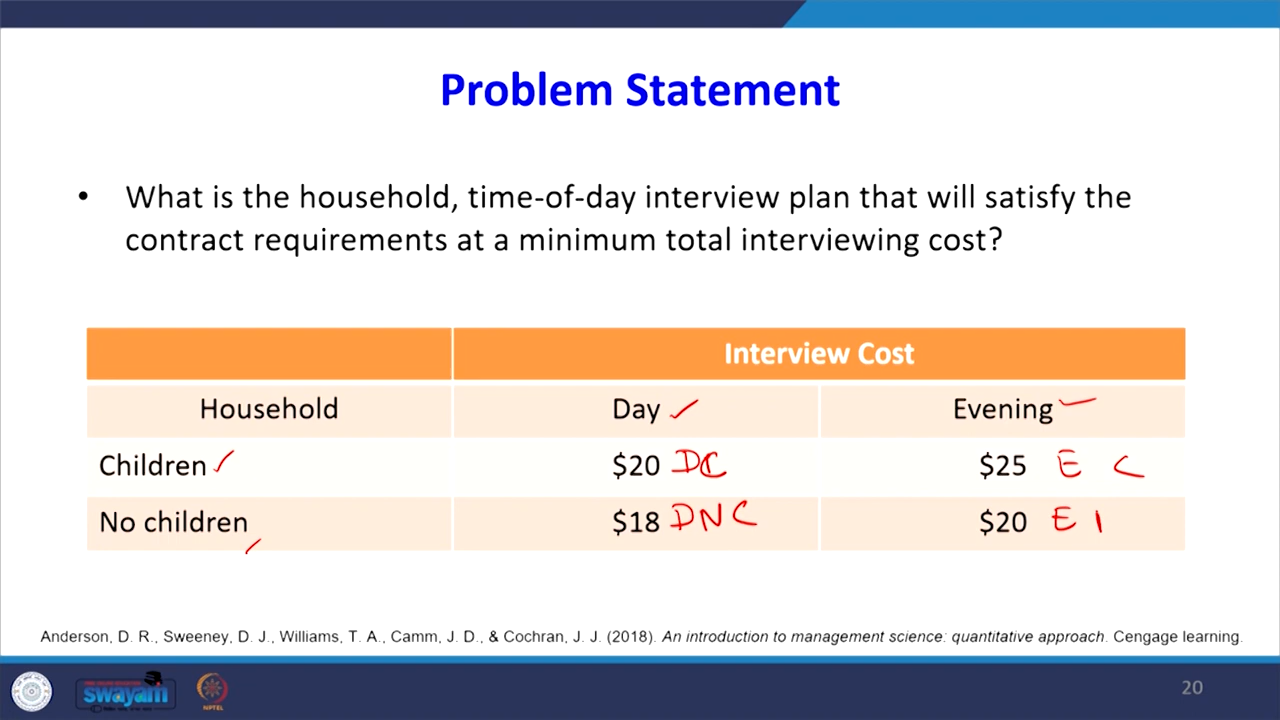 Problem Statement
• What is the household, time-of-day interview plan that will satisfy the
contract requirements at a minimum total interviewing cost?
Interview Cost
Household Day Evening
Children $20 DC $25 E C
No children $18 DNC $20 E
Anderson, D. R., Sweeney, D. J., Williams, T. A., Camm, J. D., & Cochran, J. J. (2018). An introduction to management science: quantitative approach. Cengage learning.
swayam
NPTEL
20